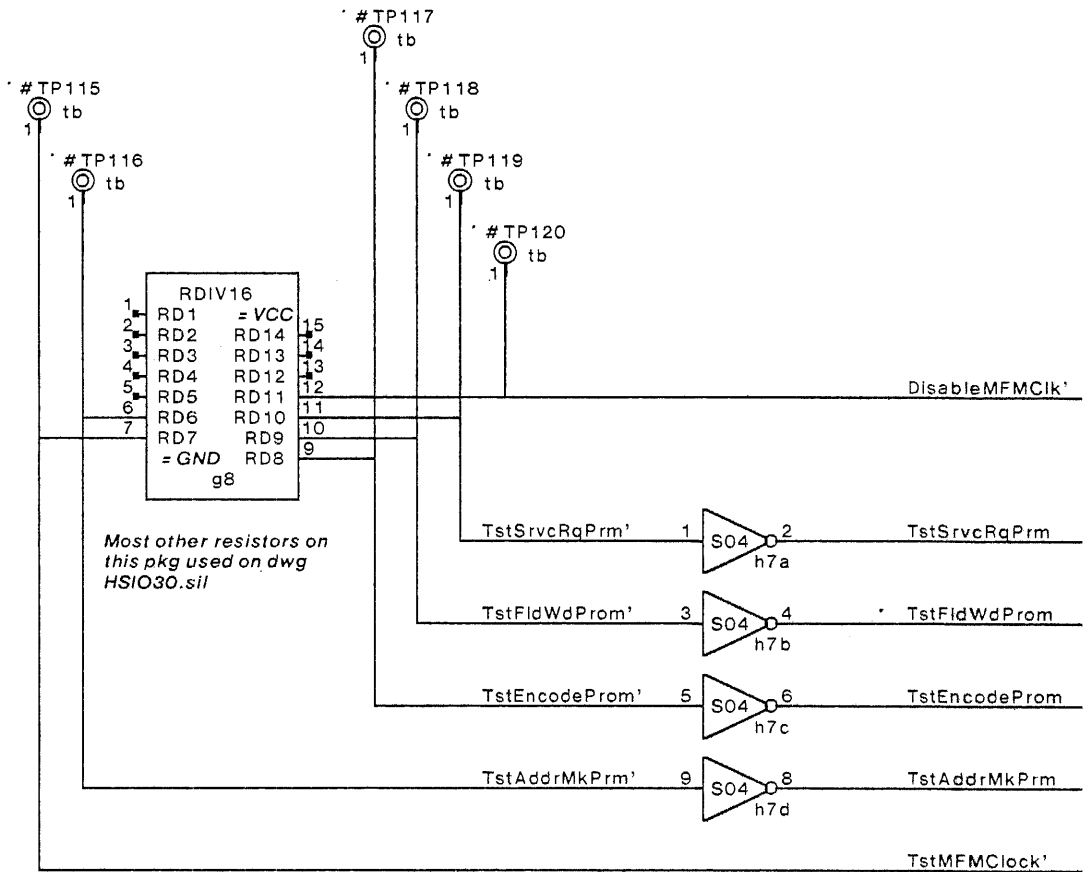 # TP117
tb
1
# TP115
tb
1
# TP118
tb
1
# TP116
tb
1
# TP119
tb
1
# TP120
tb
1
RDIV16
1 RD1 = VCC
2 RD2 RD14 15
3 RD3 RD13 14
4 RD4 RD12 13
5 RD5 RD11 12
6 RD6 RD10 11
7 RD7 RD9 10
= GND RD8 9
g8
DisableMFMClk'
Most other resistors on
this pkg used on dwg
HSIO30.sil
TstSrvcRqPrm' 1 S04 2 TstSrvcRqPrm
h7a
TstFldWdProm' 3 S04 4 TstFldWdProm
h7b
TstEncodeProm' 5 S04 6 TstEncodeProm
h7c
TstAddrMkPrm' 9 S04 8 TstAddrMkPrm
h7d
TstMFMClock'